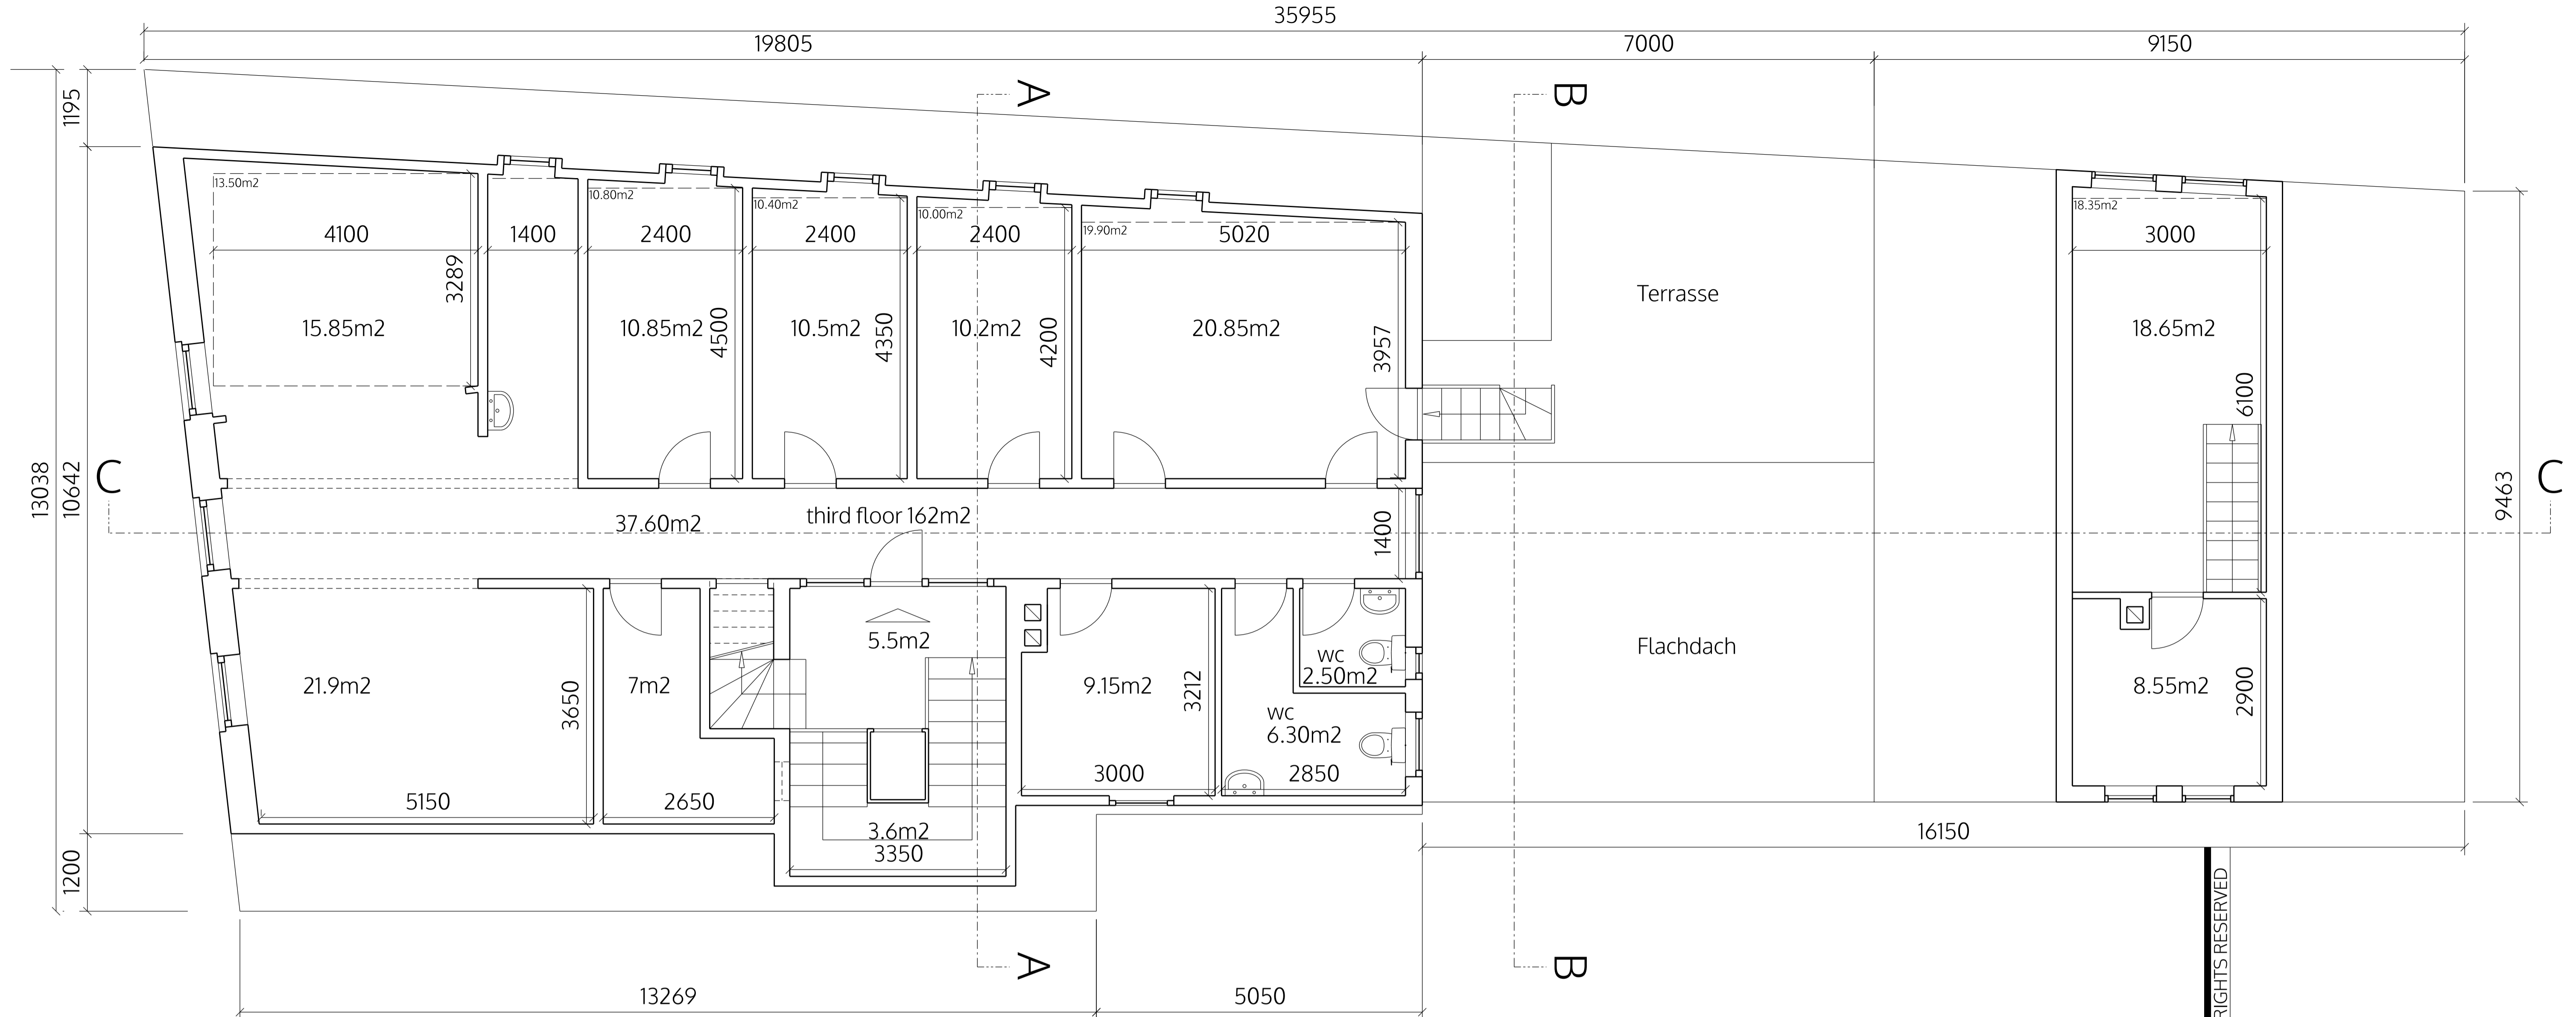 35955
19805
7000
9150
A
B
1195
13.50m2
10.80m2
10.40m2
10.00m2
19.90m2
18.35m2
4100
1400
2400
2400
2400
5020
3000
3289
Terrasse
15.85m2
10.85m2
10.5m2
10.2m2
20.85m2
18.65m2
4500
4350
4200
3957
6100
C
C
13038
10642
9463
37.60m2
third floor 162m2
1400
5.5m2
Flachdach
WC
2.50m2
21.9m2
7m2
9.15m2
8.55m2
3650
3212
2900
WC
6.30m2
3000
2850
5150
2650
3.6m2
3350
16150
1200
RIGHTS RESERVED
A
B
13269
5050